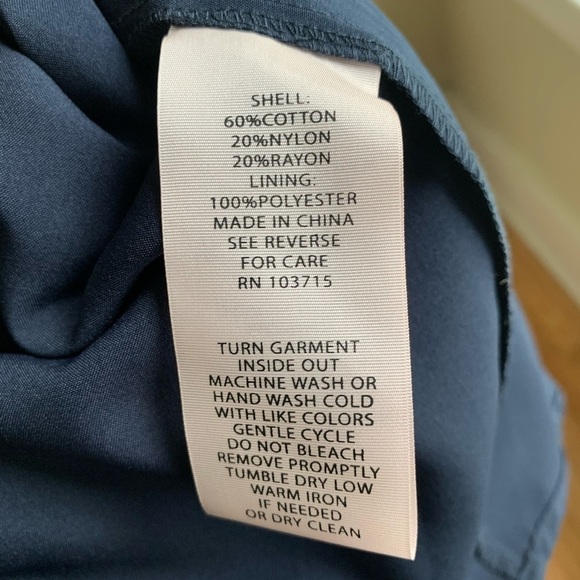 SHELL:
60%COTTON
20%NYLON
20%RAYON
LINING:
100%POLYESTER
MADE IN CHINA
SEE REVERSE
FOR CARE
RN 103715
TURN GARMENT
INSIDE OUT
MACHINE WASH OR
HAND WASH COLD
WITH LIKE COLORS
GENTLE CYCLE
DO NOT BLEACH
REMOVE PROMPTLY
TUMBLE DRY LOW
WARM IRON
IF NEEDED
OR DRY CLEAN